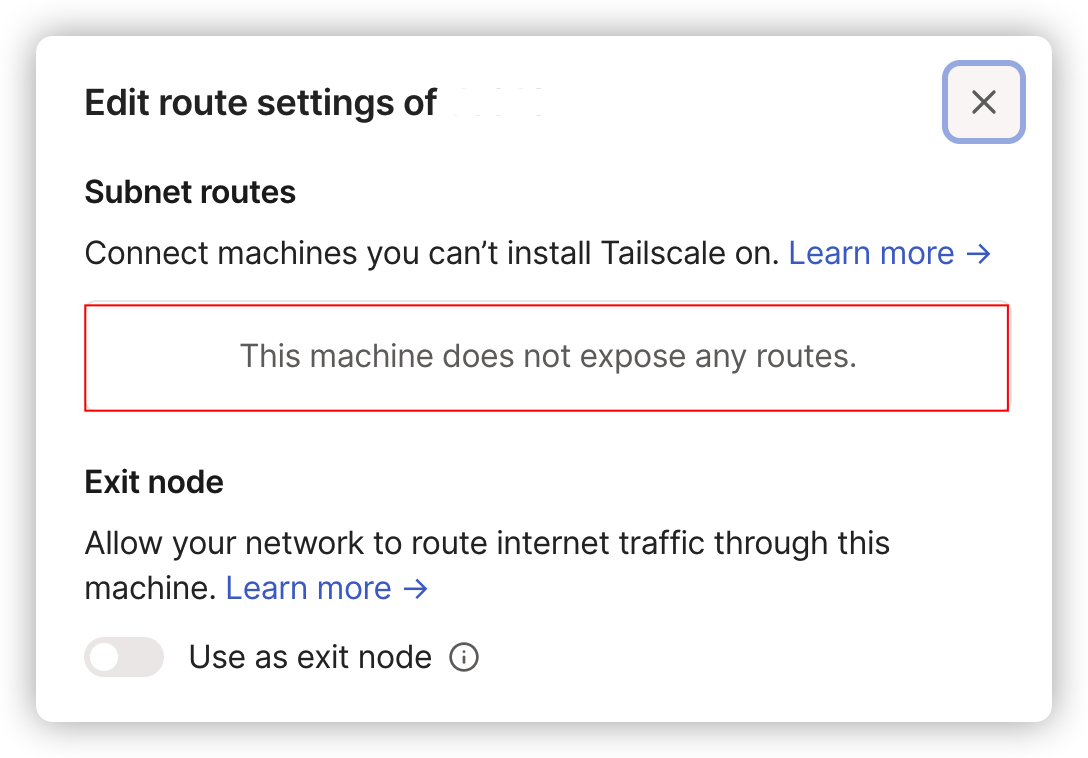 Edit route settings of
Subnet routes
Connect machines you can’t install Tailscale on. Learn more →
This machine does not expose any routes.
Exit node
Allow your network to route internet traffic through this
machine. Learn more →
Use as exit node